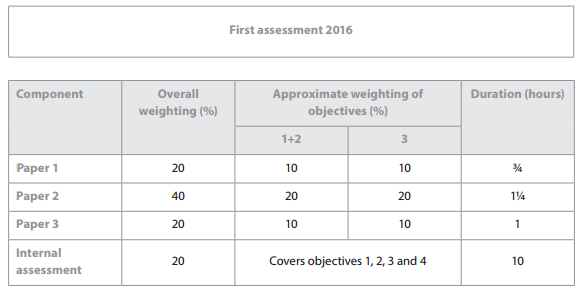 First assessment 2016
Component Overall weighting (%) Approximate weighting of objectives (%) Duration (hours)
1+2 3
Paper 1 20 10 10 ¾
Paper 2 40 20 20 1¼
Paper 3 20 10 10 1
Internal assessment 20 Covers objectives 1, 2, 3 and 4 10